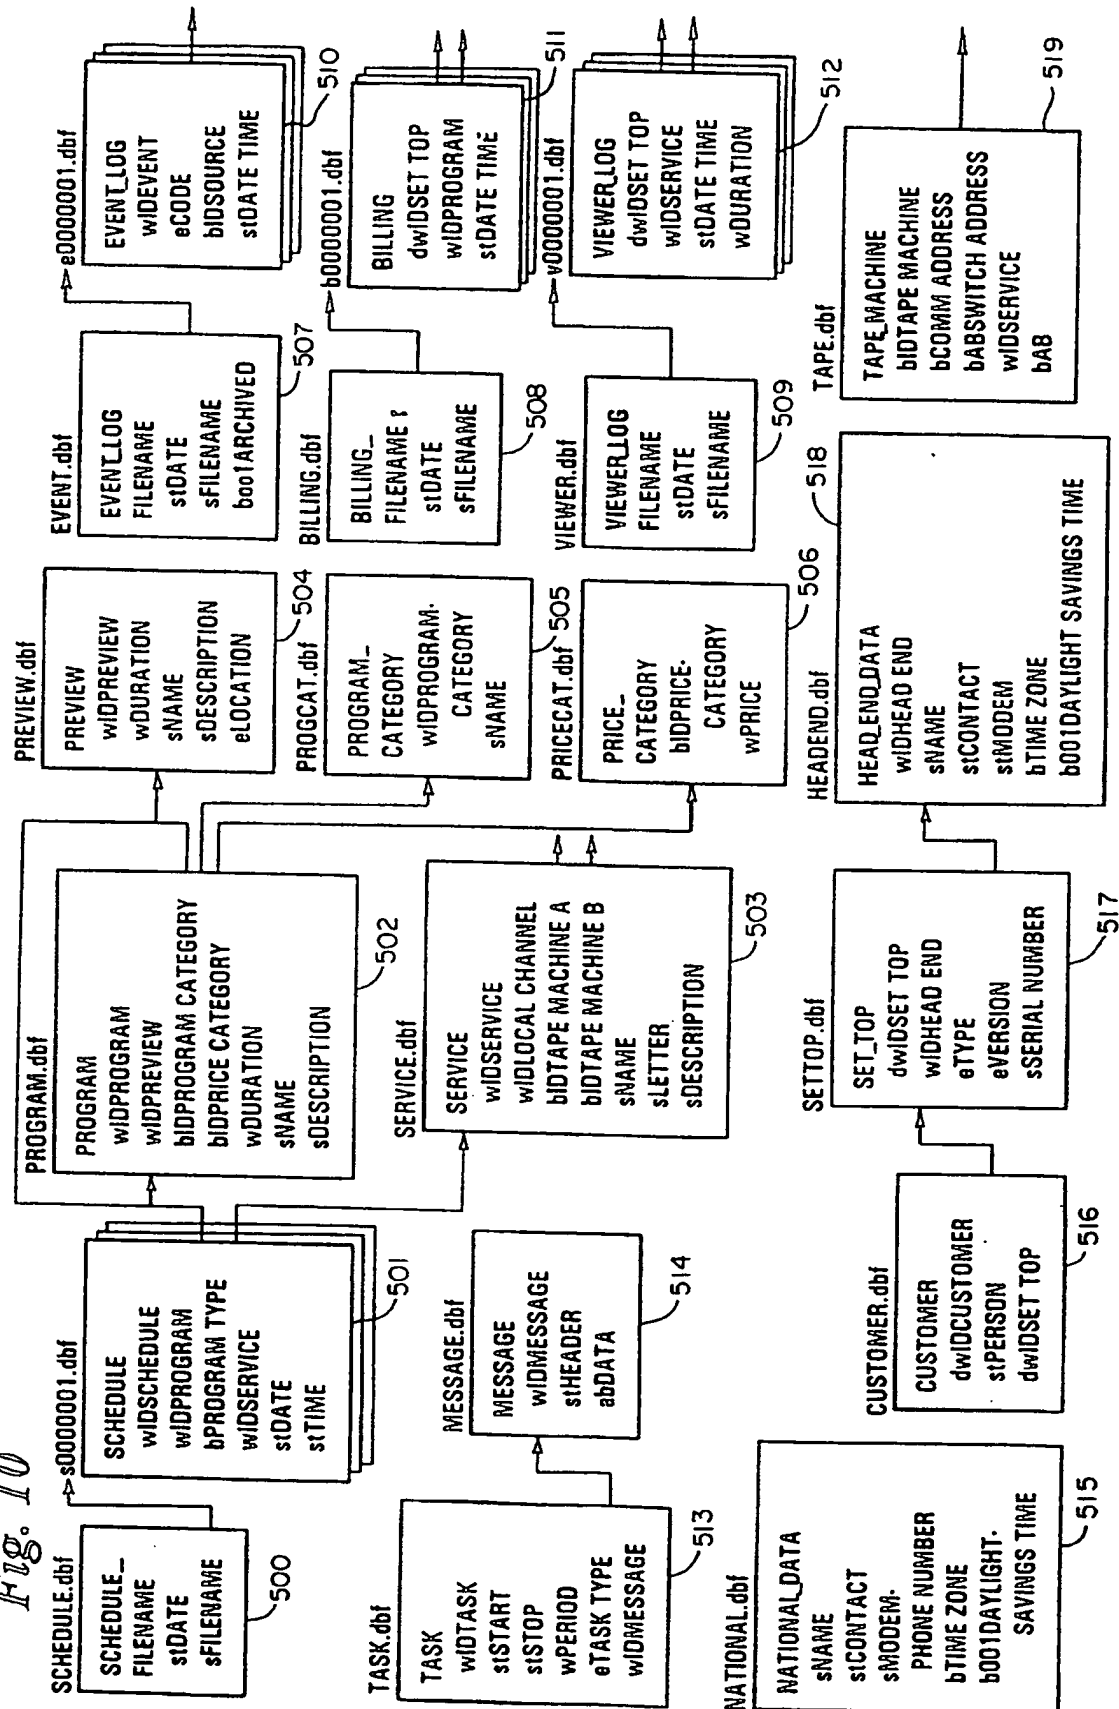 Fig. 10
SCHEDULE.dbf
SCHEDULE_
FILENAME
stDATE
sFILENAME
500
s0000001.dbf
SCHEDULE
wIDSCHEDULE
wIDPROGRAM
bPROGRAM TYPE
wIDSERVICE
stDATE
stTIME
501
PROGRAM.dbf
PROGRAM
wIDPROGRAM
wIDPREVIEW
bIDPROGRAM CATEGORY
bIDPRICE CATEGORY
wDURATION
sNAME
sDESCRIPTION
502
PREVIEW.dbf
PREVIEW
wIDPREVIEW
wDURATION
sNAME
sDESCRIPTION
eLOCATION
504
EVENT.dbf
EVENT_LOG
FILENAME
stDATE
sFILENAME
boo1ARCHIVED
507
e0000001.dbf
EVENT_LOG
wIDEVENT
eCODE
bIDSOURCE
stDATE TIME
510
PROGCAT.dbf
PROGRAM_
CATEGORY
wIDPROGRAM-
CATEGORY
sNAME
505
BILLING.dbf
BILLING_
FILENAME
stDATE
sFILENAME
508
b0000001.dbf
BILLING
dwIDSET TOP
wIDPROGRAM
stDATE TIME
511
TASK.dbf
TASK
wIDTASK
stSTART
stSTOP
wPERIOD
eTASK TYPE
wIDMESSAGE
513
MESSAGE.dbf
MESSAGE
wIDMESSAGE
stHEADER
abDATA
514
SERVICE.dbf
SERVICE
wIDSERVICE
wIDLOCAL CHANNEL
bIDTAPE MACHINE A
bIDTAPE MACHINE B
sNAME
sLETTER
sDESCRIPTION
503
PRICECAT.dbf
PRICE_
CATEGORY
bIDPRICE-
CATEGORY
wPRICE
506
VIEWER.dbf
VIEWER_LOG
FILENAME
stDATE
sFILENAME
509
v0000001.dbf
VIEWER_LOG
dwIDSET TOP
wIDSERVICE
stDATE TIME
wDURATION
512
NATIONAL.dbf
NATIONAL_DATA
sNAME
stCONTACT
sMODEM-
PHONE NUMBER
bTIME ZONE
b001DAYLIGHT-
SAVINGS TIME
515
CUSTOMER.dbf
CUSTOMER
dwIDCUSTOMER
stPERSON
dwIDSET TOP
516
SETTOP.dbf
SET_TOP
dwIDSET TOP
wIDHEAD END
eTYPE
eVERSION
sSERIAL NUMBER
517
HEADEND.dbf
HEAD_END_DATA
wIDHEAD END
sNAME
stCONTACT
stMODEM
bTIME ZONE
b001DAYLIGHT SAVINGS TIME
518
TAPE.dbf
TAPE_MACHINE
bIDTAPE MACHINE
bCOMM ADDRESS
bABSWITCH ADDRESS
wIDSERVICE
bAB
519